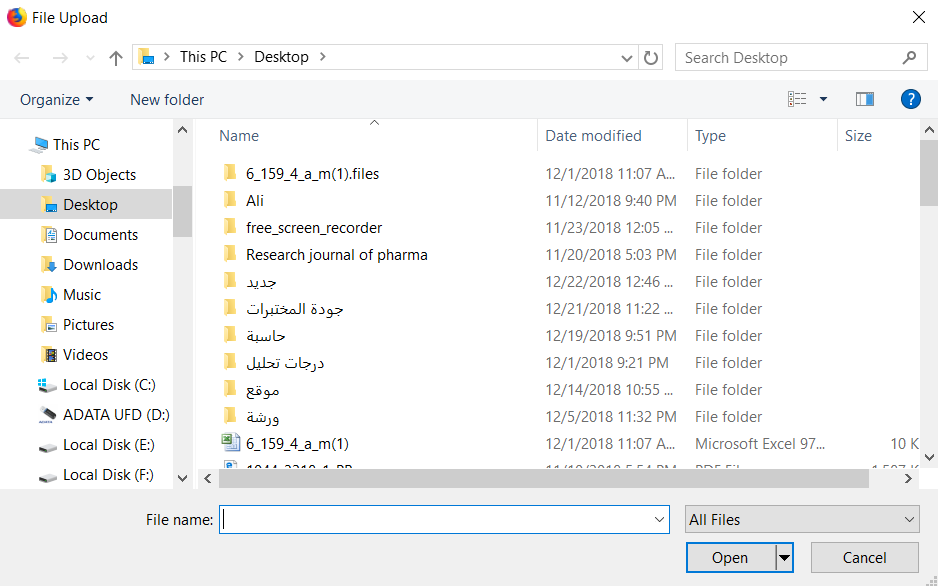 File Upload
This PC > Desktop >
Search Desktop
Organize
New folder
?
This PC
3D Objects
Desktop
Documents
Downloads
Music
Pictures
Videos
Local Disk (C:)
ADATA UFD (D:)
Local Disk (E:)
Local Disk (F:)
Name Date modified Type Size
6_159_4_a_m(1).files 12/1/2018 11:07 A... File folder
Ali 11/12/2018 9:40 PM File folder
free_screen_recorder 11/23/2018 12:05 ... File folder
Research journal of pharma 11/20/2018 5:03 PM File folder
جديد 12/22/2018 12:46 ... File folder
جودة المختبرات 12/21/2018 11:22 ... File folder
حاسبة 12/19/2018 9:51 PM File folder
درجات تحليل 12/1/2018 9:21 PM File folder
موقع 12/14/2018 10:55 ... File folder
ورشة 12/5/2018 11:32 PM File folder
6_159_4_a_m(1) 12/1/2018 11:07 A... Microsoft Excel 97... 10 K
File name:
All Files
Open
Cancel